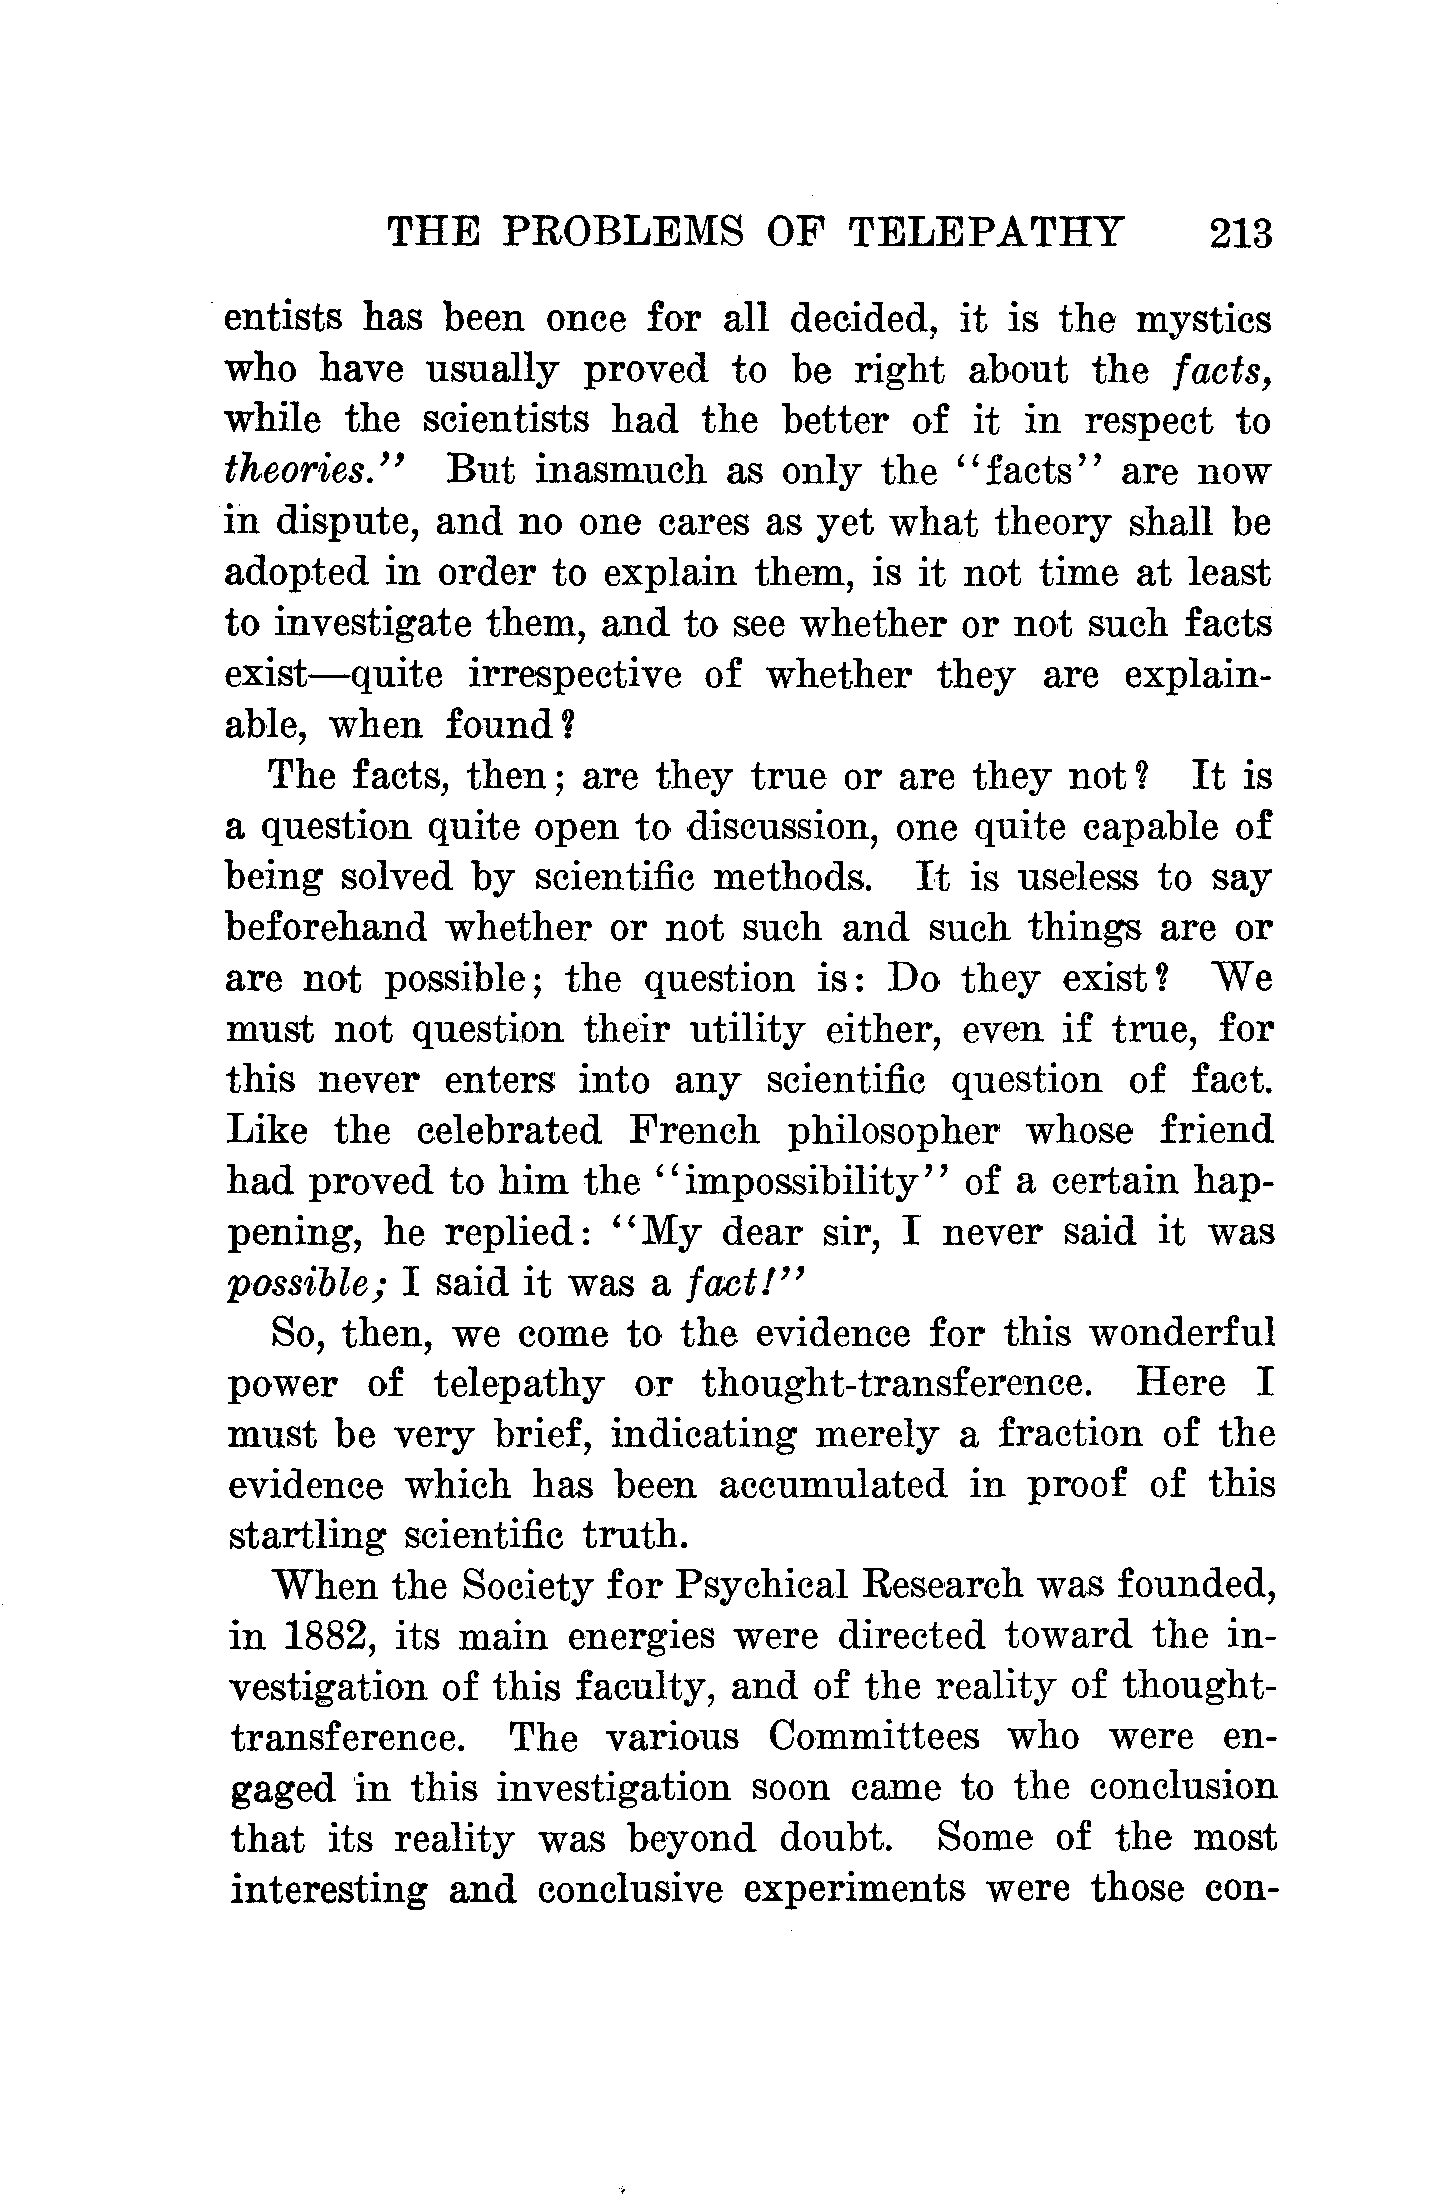 THE PROBLEMS OF TELEPATHY 213
entists has been once for all decided, it is the mystics
who have usually proved to be right about the facts,
while the scientists had the better of it in respect to
theories." But inasmuch as only the "facts" are now
in dispute, and no one cares as yet what theory shall be
adopted in order to explain them, is it not time at least
to investigate them, and to see whether or not such facts
exist—quite irrespective of whether they are explain-
able, when found?
The facts, then; are they true or are they not? It is
a question quite open to discussion, one quite capable of
being solved by scientific methods. It is useless to say
beforehand whether or not such and such things are or
are not possible; the question is: Do they exist? We
must not question their utility either, even if true, for
this never enters into any scientific question of fact.
Like the celebrated French philosopher whose friend
had proved to him the "impossibility" of a certain hap-
pening, he replied: "My dear sir, I never said it was
possible; I said it was a fact!"
So, then, we come to the evidence for this wonderful
power of telepathy or thought-transference. Here I
must be very brief, indicating merely a fraction of the
evidence which has been accumulated in proof of this
startling scientific truth.
When the Society for Psychical Research was founded,
in 1882, its main energies were directed toward the in-
vestigation of this faculty, and of the reality of thought-
transference. The various Committees who were en-
gaged in this investigation soon came to the conclusion
that its reality was beyond doubt. Some of the most
interesting and conclusive experiments were those con-